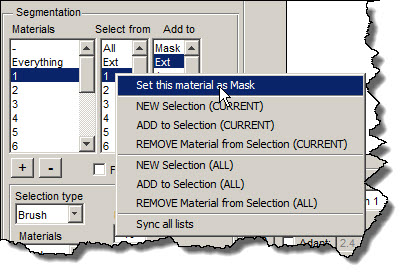 Segmentation
Materials Select from Add to
- All Mask
Everything Ext Ext
1 1
2 2
3 3
4 4
5 5
6 6
Set this material as Mask
NEW Selection (CURRENT)
ADD to Selection (CURRENT)
REMOVE Material from Selection (CURRENT)
NEW Selection (ALL)
ADD to Selection (ALL)
REMOVE Material from Selection (ALL)
Sync all lists
+ - F
Selection type
Brush
Materials
1
Adapt. 2.4